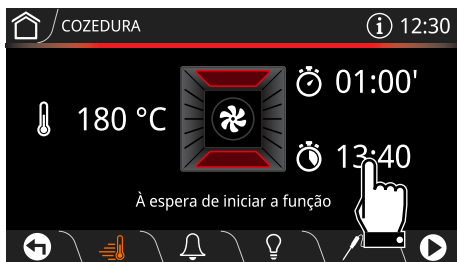 COZEDURA
i 12:30
180 °C
01:00'
13:40
À espera de iniciar a função